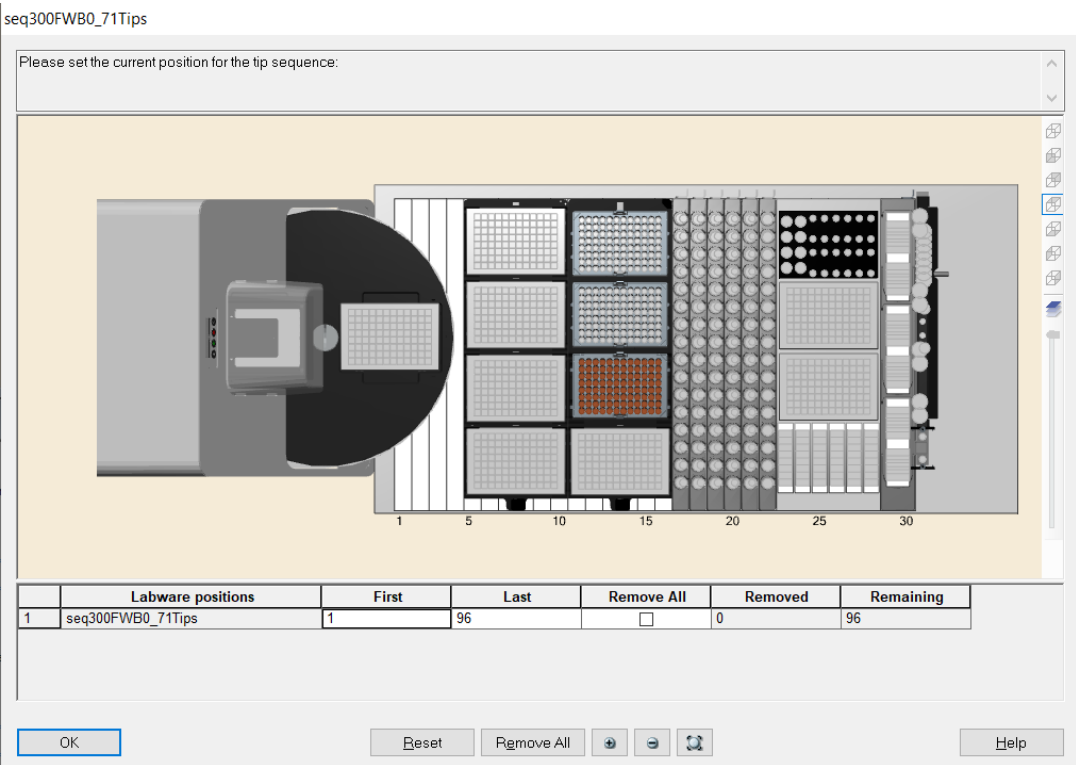 seq300FWB0_71Tips
Please set the current position for the tip sequence:
1 5 10 15 20 25 30
Labware positions First Last Remove All Removed Remaining
1 seq300FWB0_71Tips 1 96 0 96
OK Reset Remove All Help